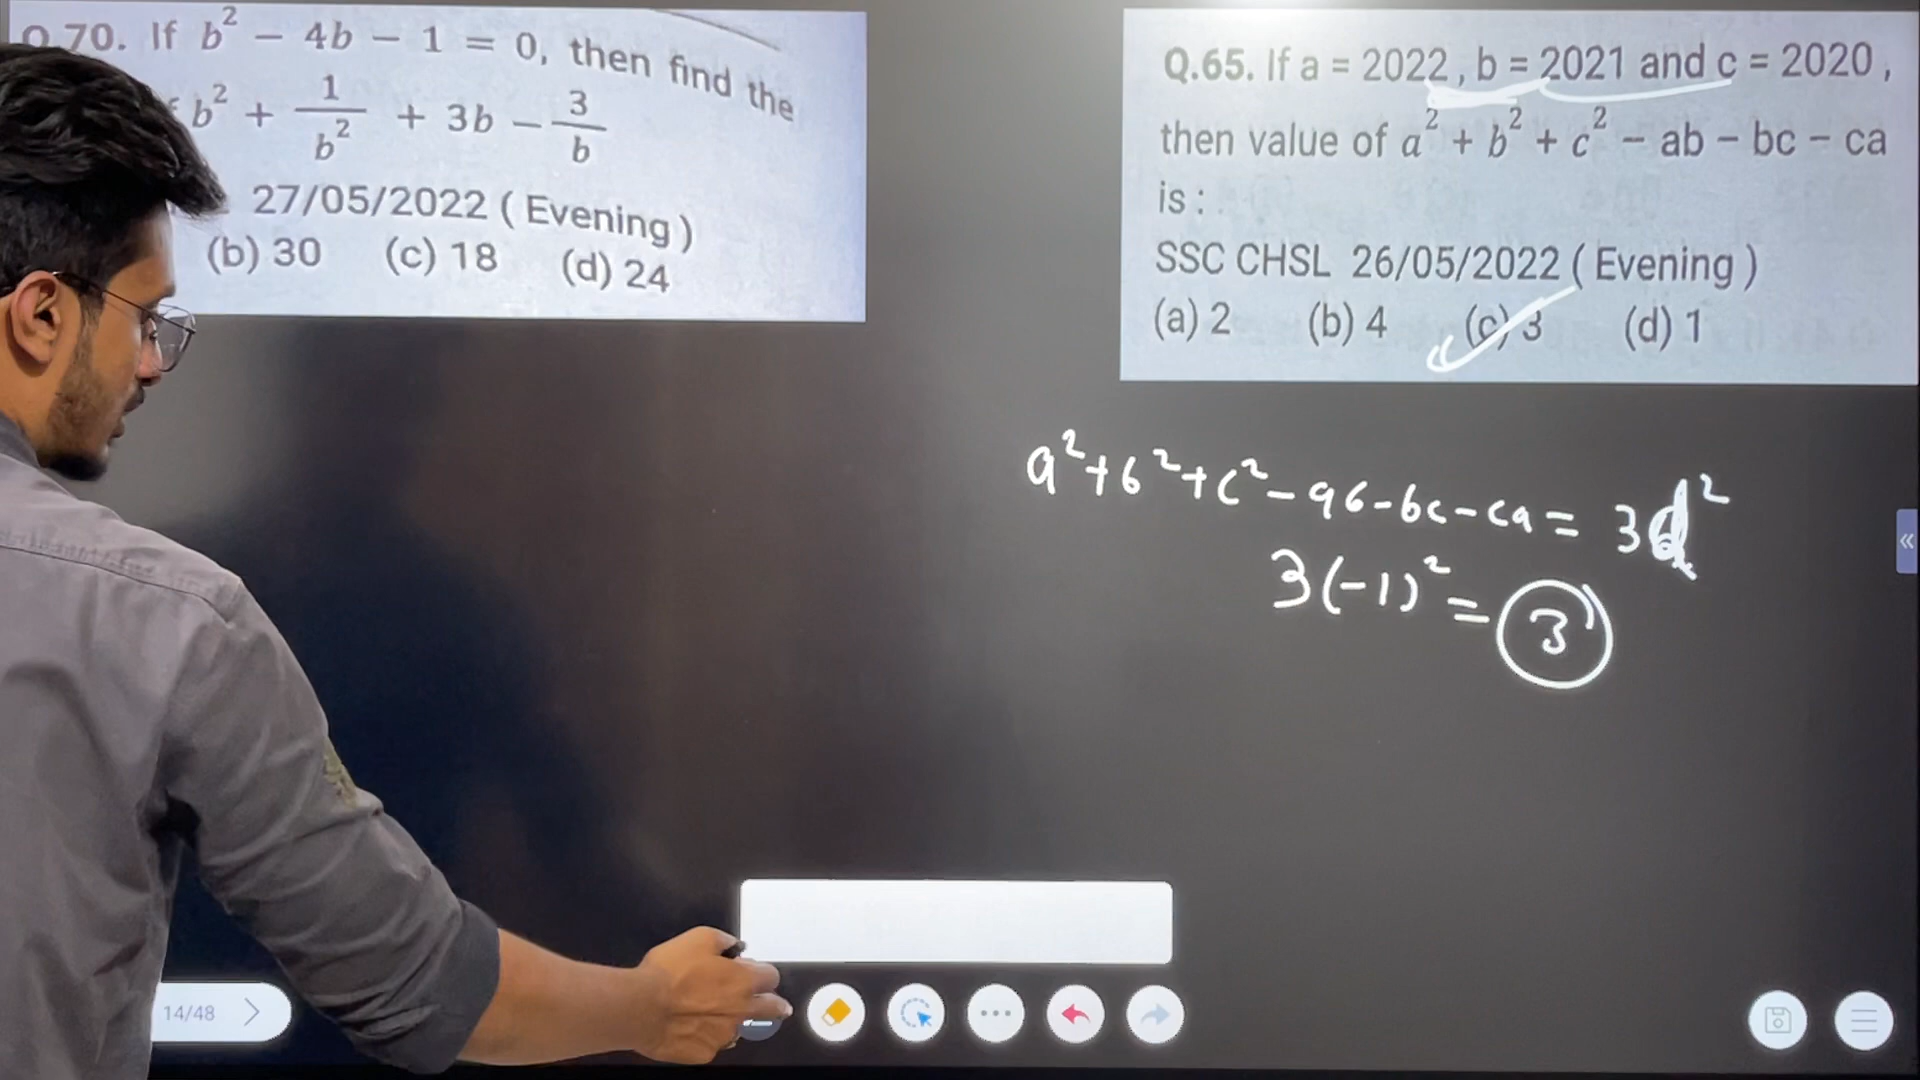 Q.70. If b² − 4b − 1 = 0, then find the
b² + 1/b² + 3b − 3/b
27/05/2022 ( Evening )
(b) 30 (c) 18 (d) 24
Q.65. If a = 2022, b = 2021 and c = 2020,
then value of a² + b² + c² − ab − bc − ca
is :
SSC CHSL 26/05/2022 ( Evening )
(a) 2 (b) 4 (c) 3 (d) 1
a²+b²+c²−ab−bc−ca = 3d²
3(−1)² = 3
14/48